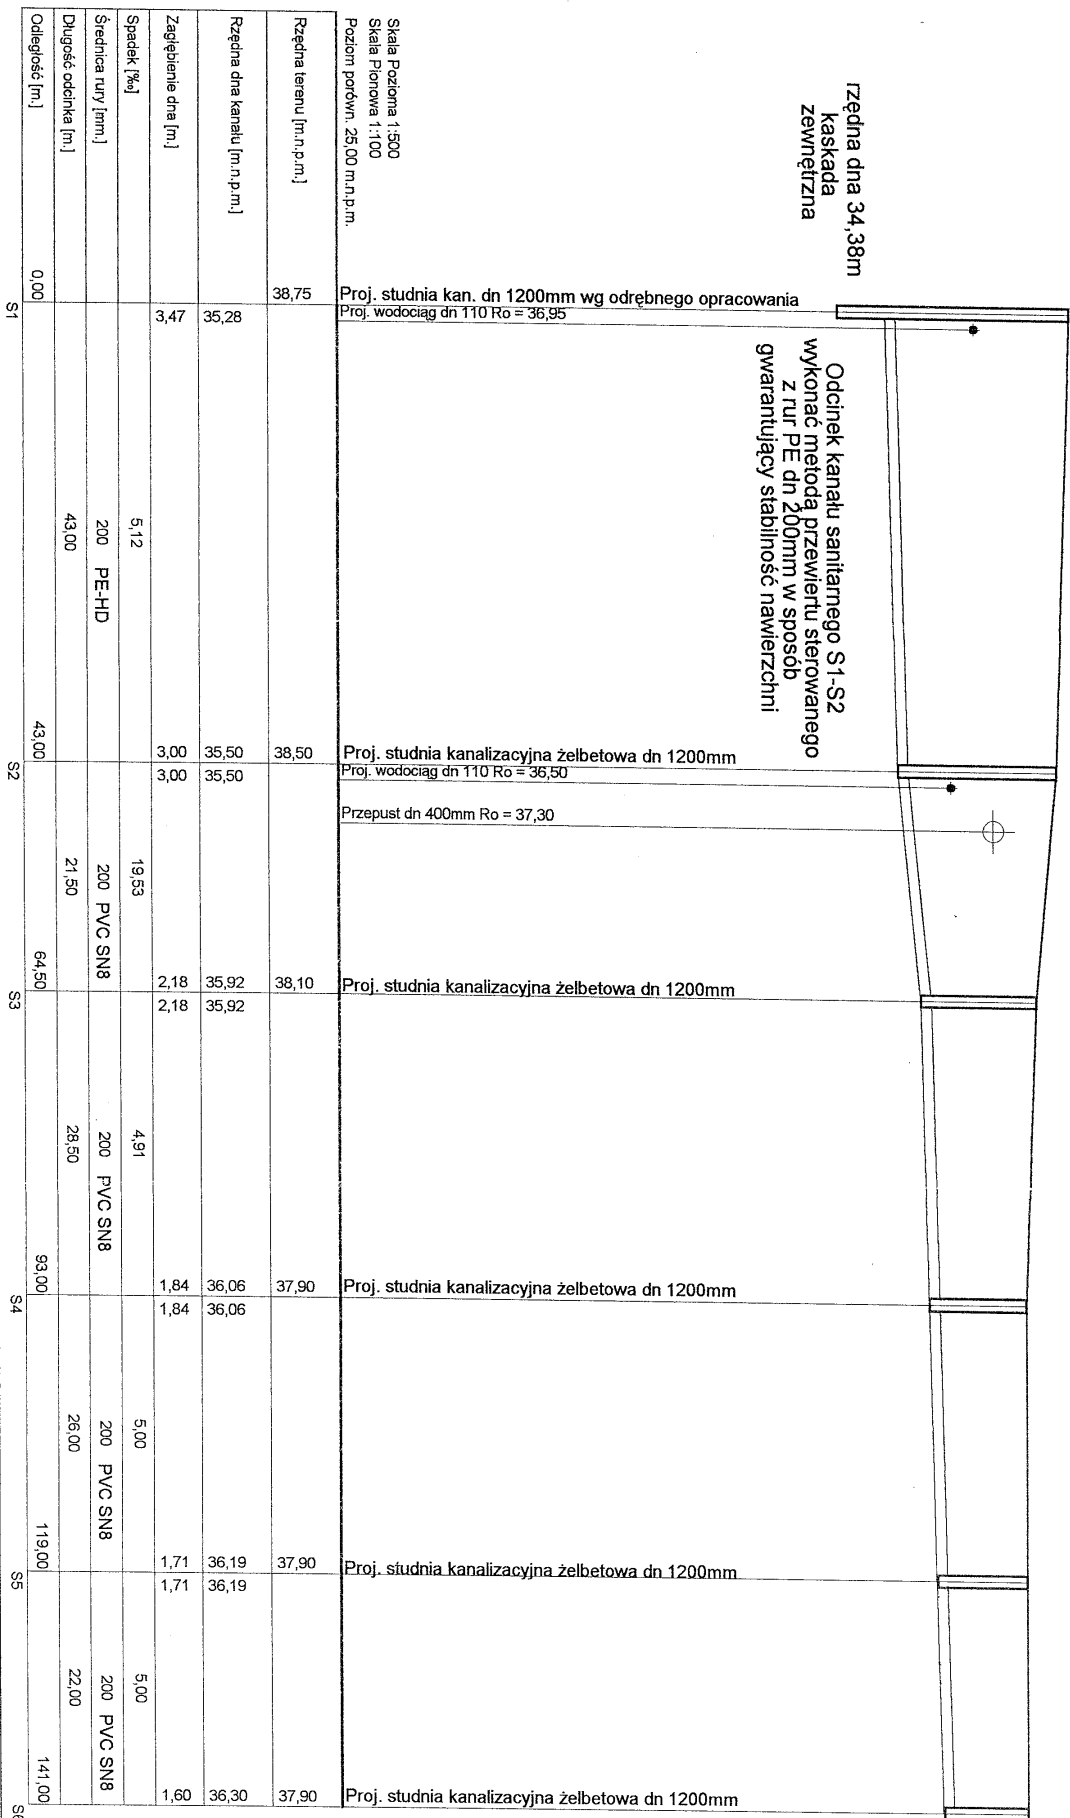 rzędna dna 34,38m
kaskada
zewnętrzna
Odcinek kanału sanitarnego S1-S2
wykonać metodą przewiertu sterowanego
z rur PE dn 200mm w sposób
gwarantujący stabilność nawierzchni
Proj. studnia kan. dn 1200mm wg odrębnego opracowania
Proj. wodociąg dn 110 Ro = 36,95
Proj. studnia kanalizacyjna żelbetowa dn 1200mm
Proj. wodociąg dn 110 Ro = 36,50
Przepust dn 400mm Ro = 37,30
Proj. studnia kanalizacyjna żelbetowa dn 1200mm
Proj. studnia kanalizacyjna żelbetowa dn 1200mm
Proj. studnia kanalizacyjna żelbetowa dn 1200mm
Proj. studnia kanalizacyjna żelbetowa dn 1200mm
Skala Pozioma 1:500
Skala Pionowa 1:100
Poziom porówn. 25,00 m.n.p.m.
Rzędna terenu [m.n.p.m.] 38,75 38,50 38,10 37,90 37,90 37,90
Rzędna dna kanału [m.n.p.m.] 35,28 35,50 35,50 35,92 35,92 36,06 36,06 36,19 36,19 36,30
Zagłębienie dna [m.] 3,47 3,00 3,00 2,18 2,18 1,84 1,84 1,71 1,71 1,60
Spadek [‰] 5,12 19,53 4,91 5,00 5,00
Średnica rury [mm.] 200 PE-HD 200 PVC SN8 200 PVC SN8 200 PVC SN8 200 PVC SN8
Długość odcinka [m.] 43,00 21,50 28,50 26,00 22,00
Odległość [m.] 0,00 43,00 64,50 93,00 119,00 141,00
S1 S2 S3 S4 S5